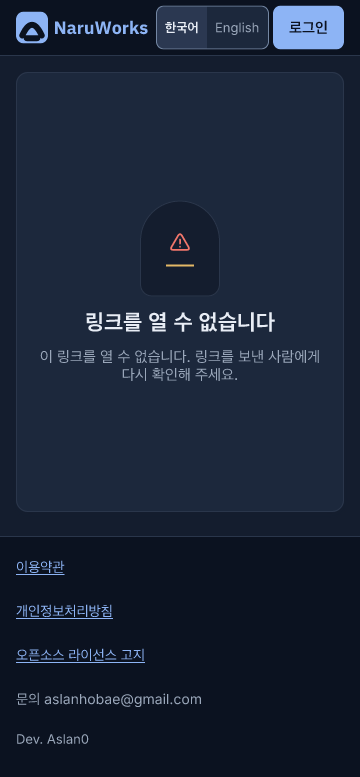 NaruWorks
한국어
English
로그인
링크를 열 수 없습니다
이 링크를 열 수 없습니다. 링크를 보낸 사람에게
다시 확인해 주세요.
이용약관
개인정보처리방침
오픈소스 라이선스 고지
문의 aslanhobae@gmail.com
Dev. Aslan0